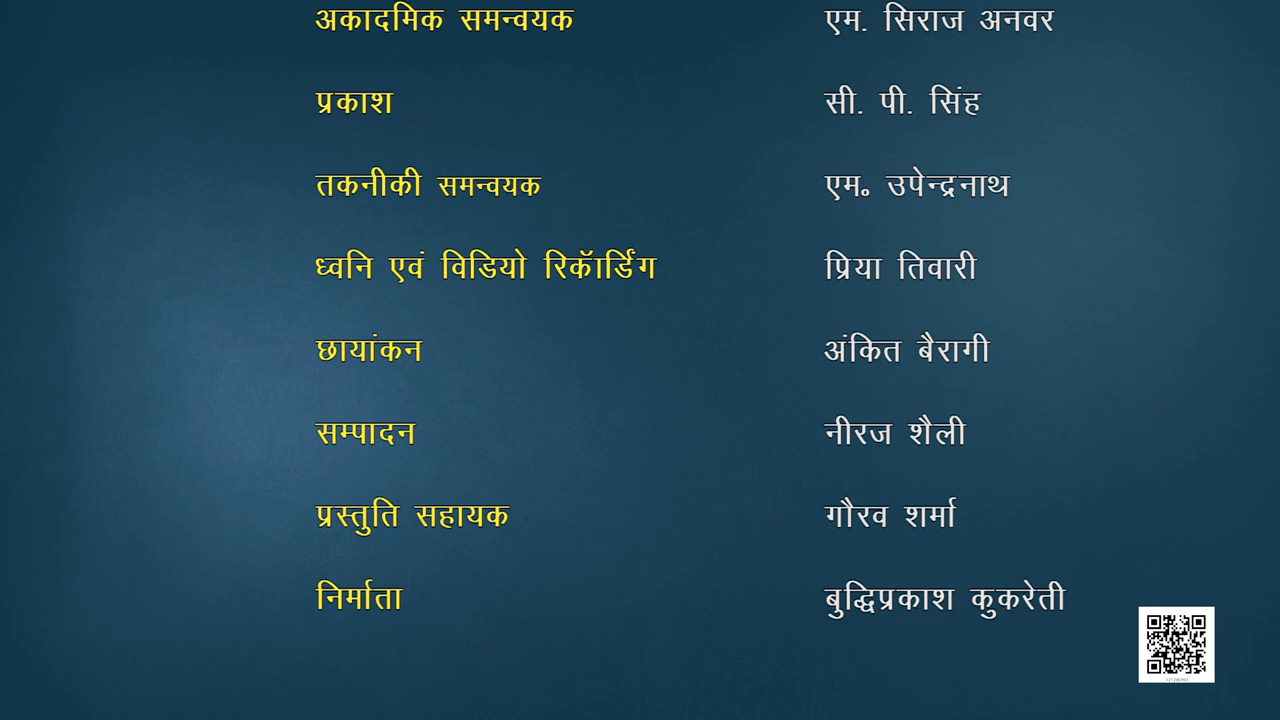 अकादमिक समन्वयक एम. सिराज अनवर
प्रकाश सी. पी. सिंह
तकनीकी समन्वयक एम॰ उपेन्द्रनाथ
ध्वनि एवं विडियो रिकॅार्डिंग प्रिया तिवारी
छायांकन अंकित बैरागी
सम्पादन नीरज शैली
प्रस्तुति सहायक गौरव शर्मा
निर्माता बुद्धिप्रकाश कुकरेती